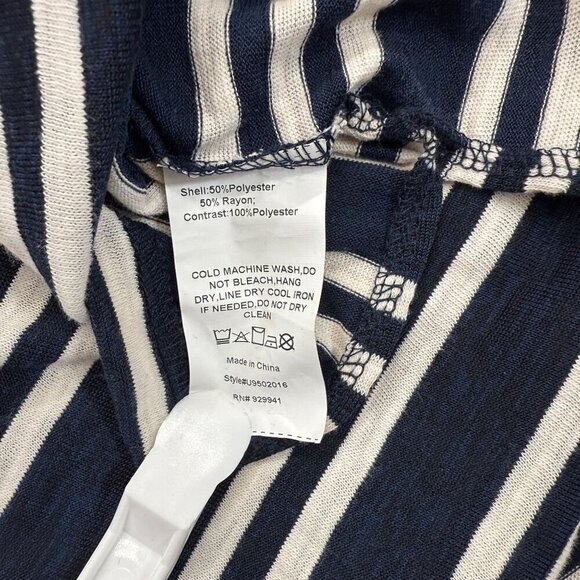 Shell:50%Polyester
50% Rayon;
Contrast:100%Polyester
COLD MACHINE WASH,DO
NOT BLEACH,HANG
DRY,LINE DRY COOL IRON
IF NEEDED,DO NOT DRY
CLEAN
Made in China
Style#U9502016
RN# 929941